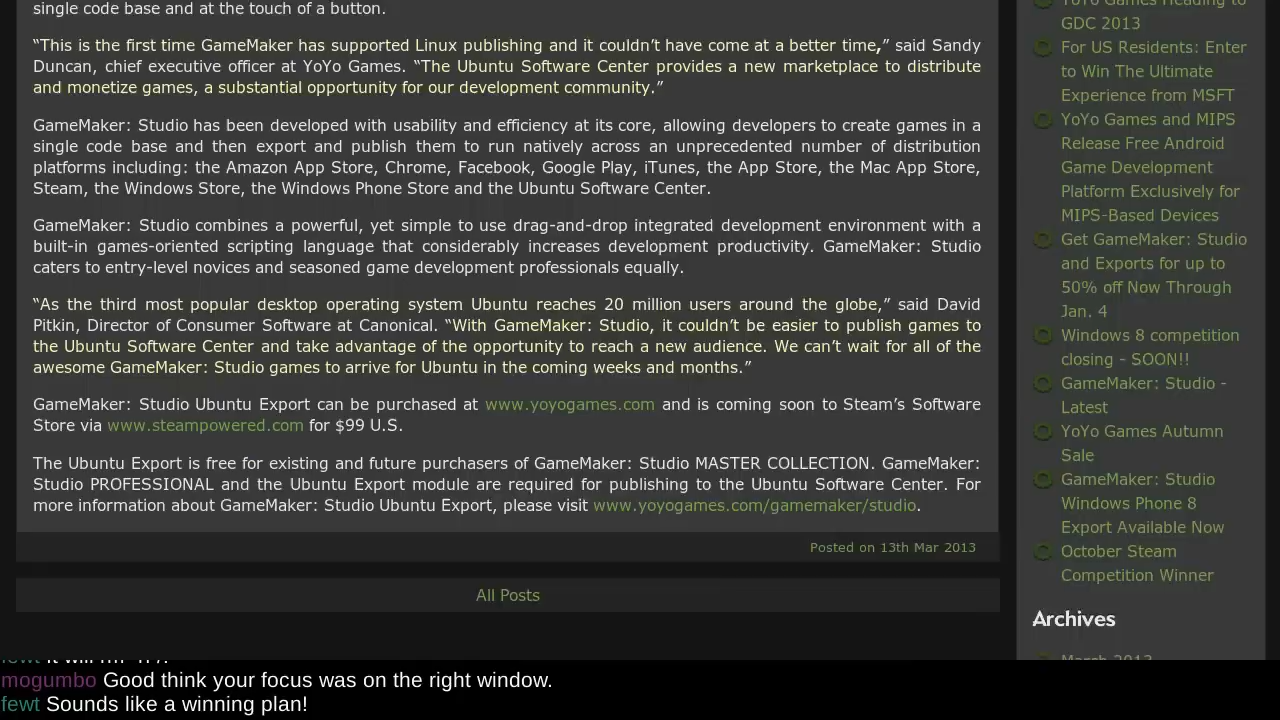 single code base and at the touch of a button.
“This is the first time GameMaker has supported Linux publishing and it couldn’t have come at a better time,” said Sandy
Duncan, chief executive officer at YoYo Games. “The Ubuntu Software Center provides a new marketplace to distribute
and monetize games, a substantial opportunity for our development community.”
GameMaker: Studio has been developed with usability and efficiency at its core, allowing developers to create games in a
single code base and then export and publish them to run natively across an unprecedented number of distribution
platforms including: the Amazon App Store, Chrome, Facebook, Google Play, iTunes, the App Store, the Mac App Store,
Steam, the Windows Store, the Windows Phone Store and the Ubuntu Software Center.
GameMaker: Studio combines a powerful, yet simple to use drag-and-drop integrated development environment with a
built-in games-oriented scripting language that considerably increases development productivity. GameMaker: Studio
caters to entry-level novices and seasoned game development professionals equally.
“As the third most popular desktop operating system Ubuntu reaches 20 million users around the globe,” said David
Pitkin, Director of Consumer Software at Canonical. “With GameMaker: Studio, it couldn’t be easier to publish games to
the Ubuntu Software Center and take advantage of the opportunity to reach a new audience. We can’t wait for all of the
awesome GameMaker: Studio games to arrive for Ubuntu in the coming weeks and months.”
GameMaker: Studio Ubuntu Export can be purchased at www.yoyogames.com and is coming soon to Steam’s Software
Store via www.steampowered.com for $99 U.S.
The Ubuntu Export is free for existing and future purchasers of GameMaker: Studio MASTER COLLECTION. GameMaker:
Studio PROFESSIONAL and the Ubuntu Export module are required for publishing to the Ubuntu Software Center. For
more information about GameMaker: Studio Ubuntu Export, please visit www.yoyogames.com/gamemaker/studio.
Posted on 13th Mar 2013
All Posts
YoYo Games Heading to
GDC 2013
For US Residents: Enter
to Win The Ultimate
Experience from MSFT
YoYo Games and MIPS
Release Free Android
Game Development
Platform Exclusively for
MIPS-Based Devices
Get GameMaker: Studio
and Exports for up to
50% off Now Through
Jan. 4
Windows 8 competition
closing - SOON!!
GameMaker: Studio -
Latest
YoYo Games Autumn
Sale
GameMaker: Studio
Windows Phone 8
Export Available Now
October Steam
Competition Winner
Archives
March 2013
fewt It will
mogumbo Good think your focus was on the right window.
fewt Sounds like a winning plan!